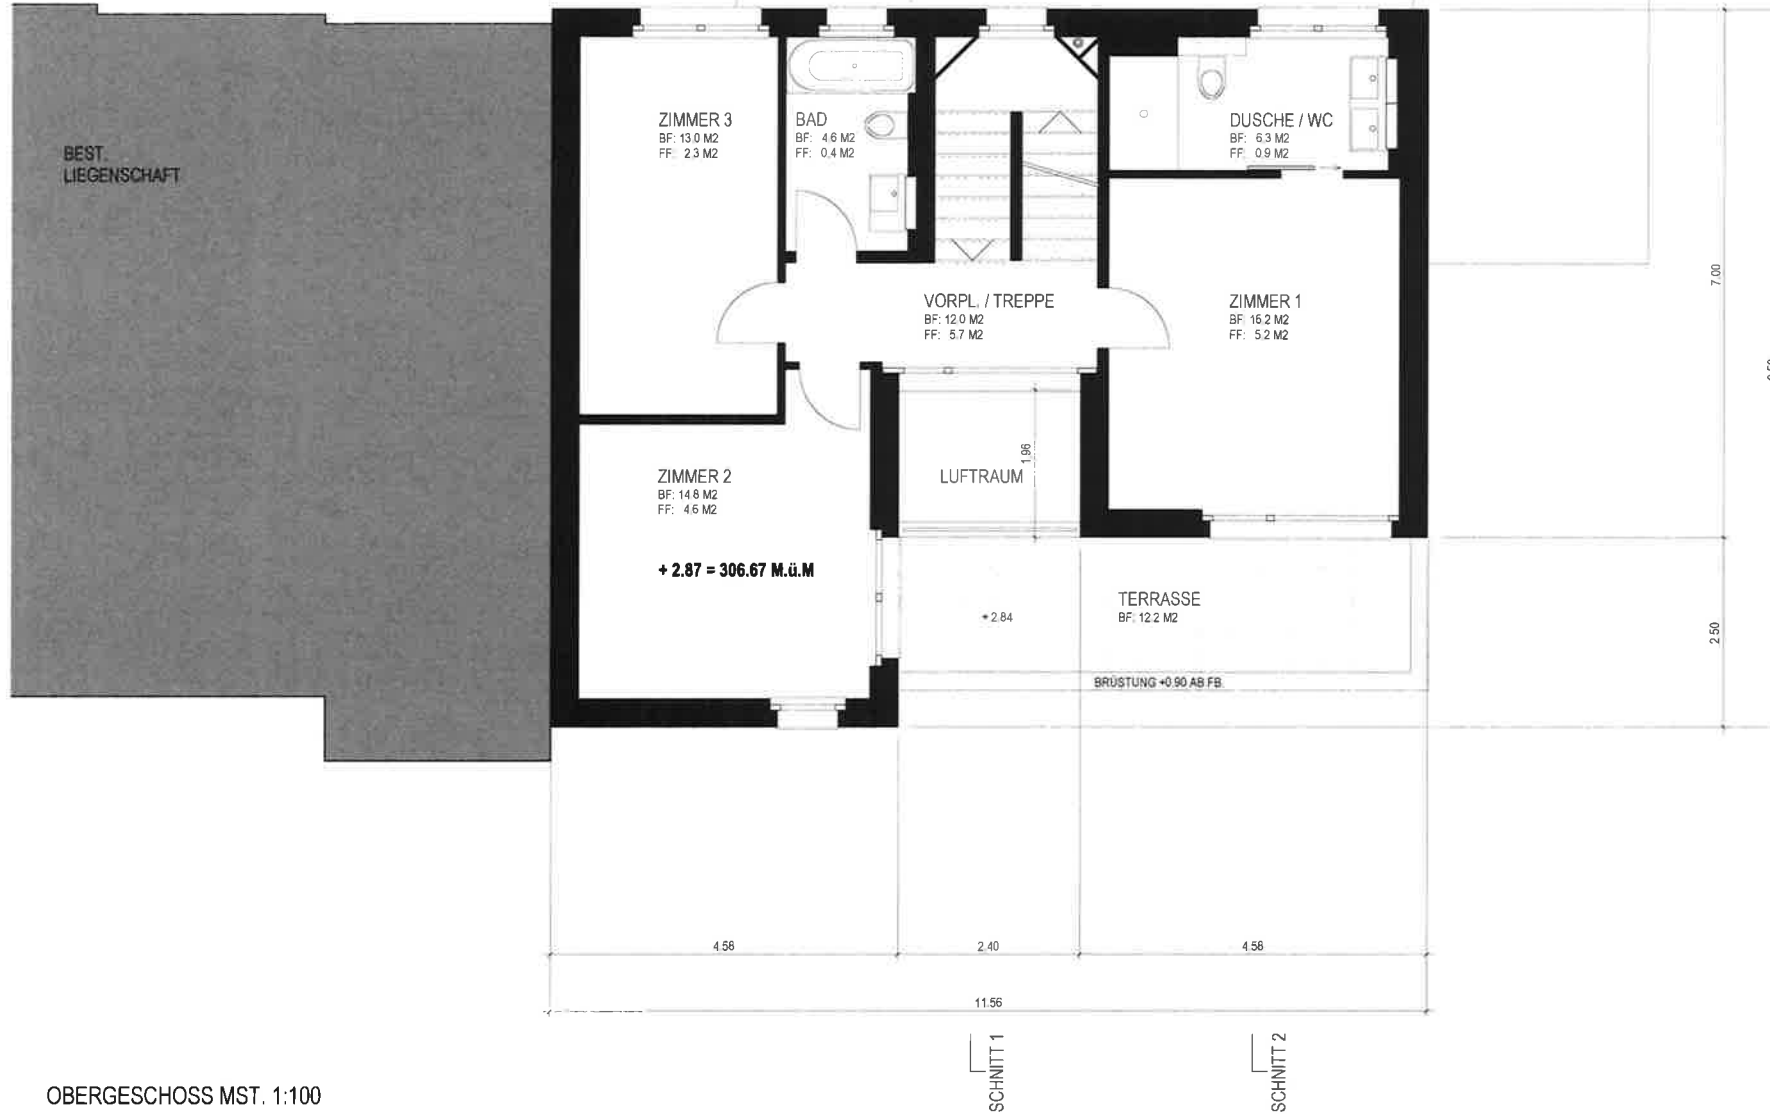 BEST.
LIEGENSCHAFT
ZIMMER 3
BF: 13.0 M2
FF: 2.3 M2
BAD
BF: 4.6 M2
FF: 0.4 M2
DUSCHE / WC
BF: 6.3 M2
FF: 0.9 M2
VORPL. / TREPPE
BF: 12.0 M2
FF: 5.7 M2
ZIMMER 1
BF: 16.2 M2
FF: 5.2 M2
7.00
ZIMMER 2
BF: 14.8 M2
FF: 4.6 M2
LUFTRAUM
1.96
+ 2.87 = 306.67 M.ü.M
+ 2.84
TERRASSE
BF: 12.2 M2
2.50
BRÜSTUNG +0.90 AB FB.
4.58
2.40
4.58
11.56
SCHNITT 1
SCHNITT 2
OBERGESCHOSS MST. 1:100